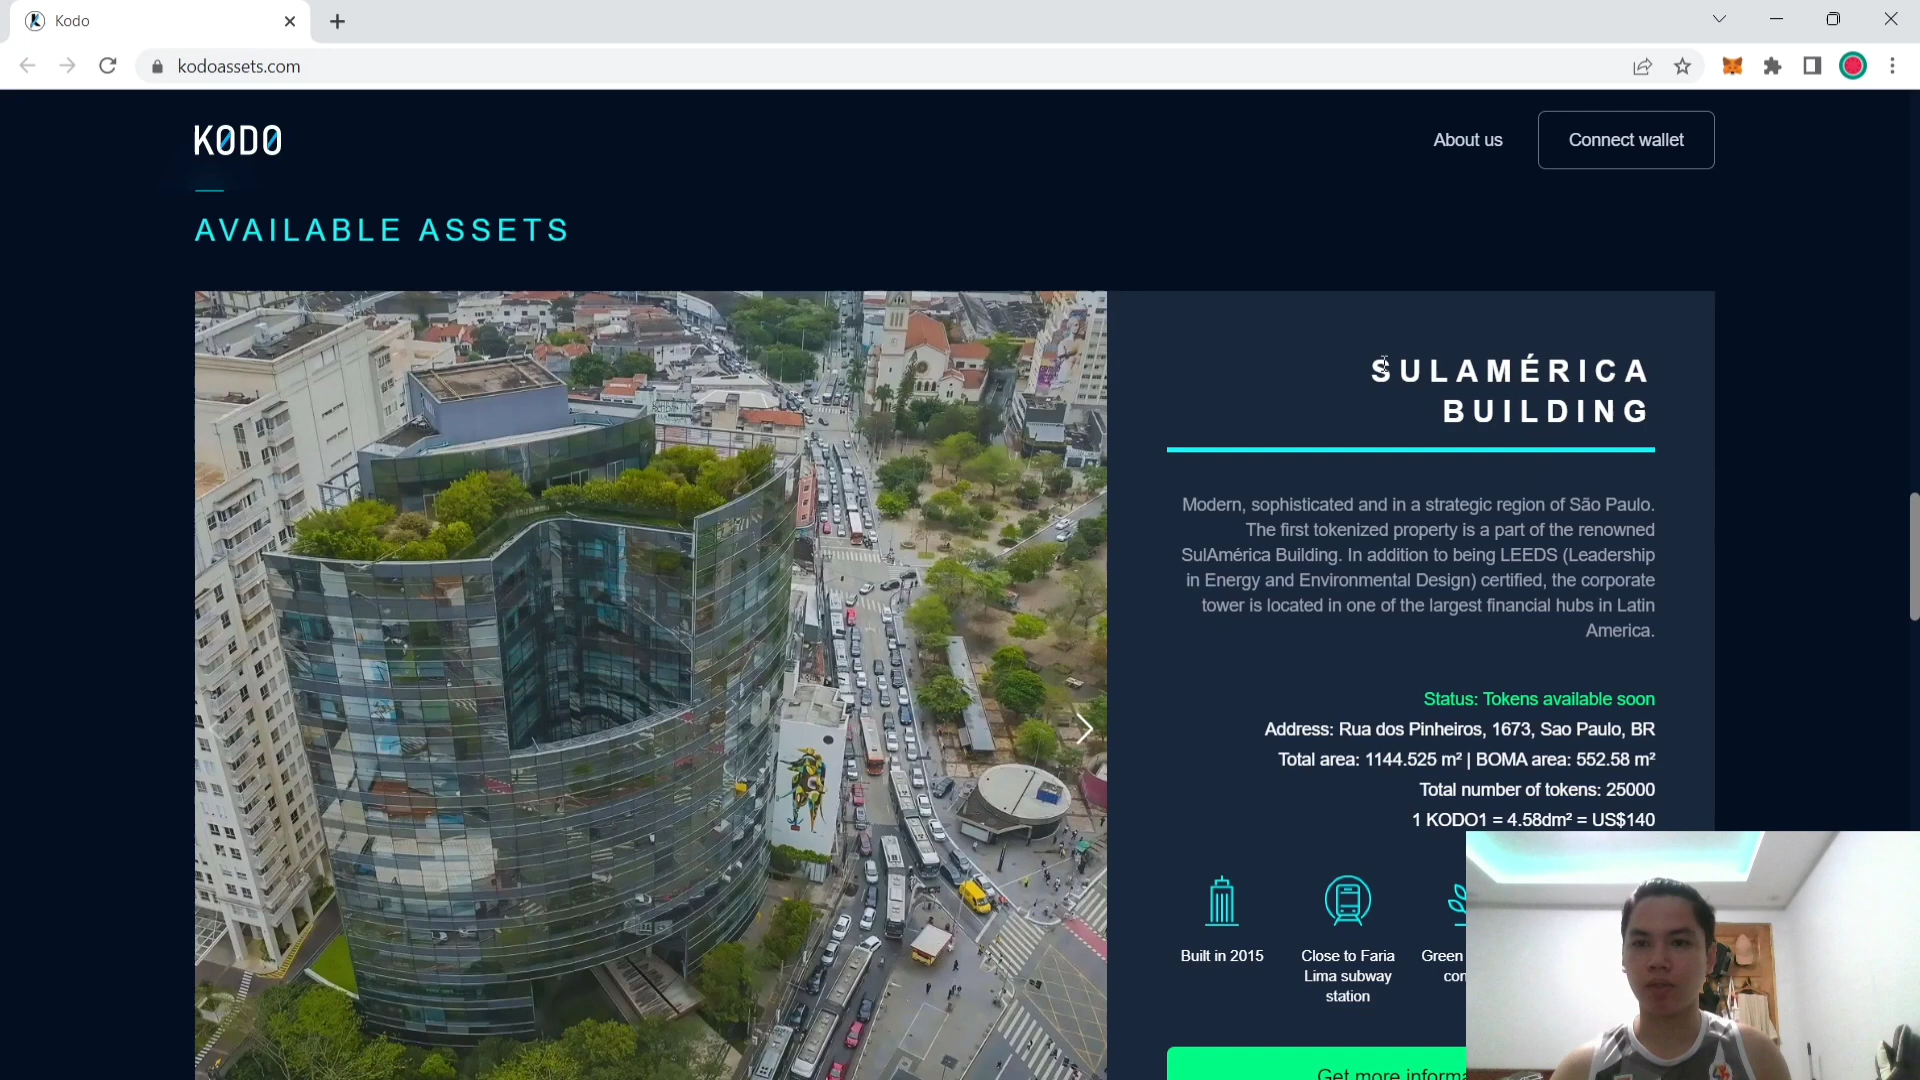 Kodo
kodoassets.com
KODO
About us
Connect wallet
AVAILABLE ASSETS
SULAMÉRICA
BUILDING
Modern, sophisticated and in a strategic region of São Paulo.
The first tokenized property is a part of the renowned
SulAmérica Building. In addition to being LEEDS (Leadership
in Energy and Environmental Design) certified, the corporate
tower is located in one of the largest financial hubs in Latin
America.
Status: Tokens available soon
Address: Rua dos Pinheiros, 1673, Sao Paulo, BR
Total area: 1144.525 m² | BOMA area: 552.58 m²
Total number of tokens: 25000
1 KODO1 = 4.58dm² = US$140
Built in 2015
Close to Faria
Lima subway
station
Green
con
Get more informa